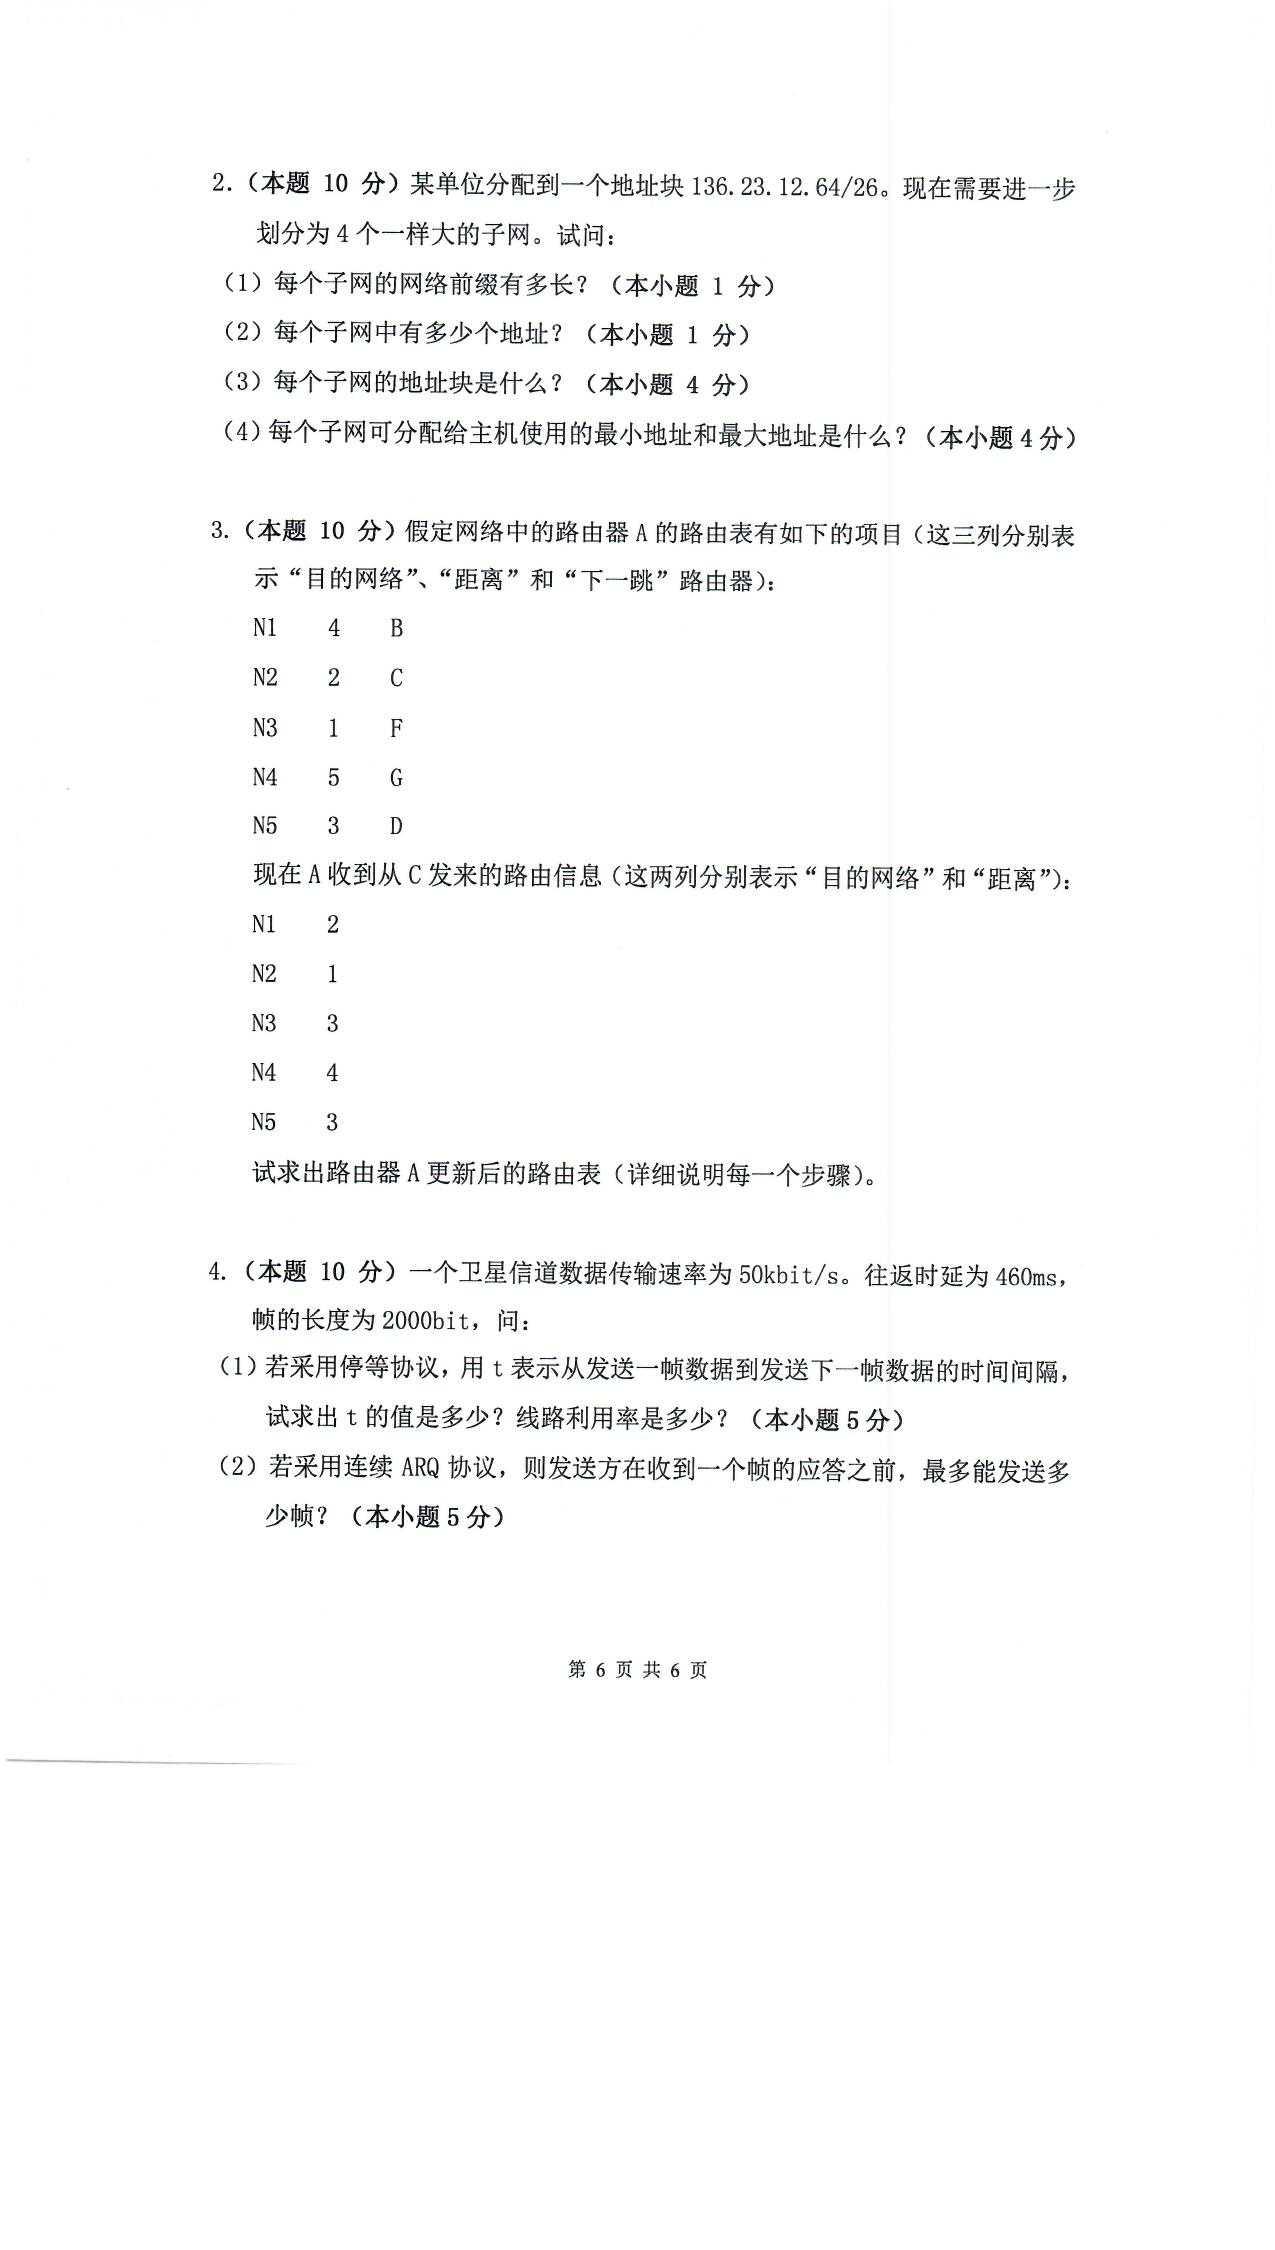 2.（本题 10 分）某单位分配到一个地址块 136.23.12.64/26。现在需要进一步
划分为 4 个一样大的子网。试问：
（1）每个子网的网络前缀有多长？（本小题 1 分）
（2）每个子网中有多少个地址？（本小题 1 分）
（3）每个子网的地址块是什么？（本小题 4 分）
（4）每个子网可分配给主机使用的最小地址和最大地址是什么？（本小题 4 分）
3.（本题 10 分）假定网络中的路由器 A 的路由表有如下的项目（这三列分别表
示“目的网络”、“距离”和“下一跳”路由器）：
N1 4 B
N2 2 C
N3 1 F
N4 5 G
N5 3 D
现在 A 收到从 C 发来的路由信息（这两列分别表示“目的网络”和“距离”）：
N1 2
N2 1
N3 3
N4 4
N5 3
试求出路由器 A 更新后的路由表（详细说明每一个步骤）。
4.（本题 10 分）一个卫星信道数据传输速率为 50kbit/s。往返时延为 460ms，
帧的长度为 2000bit，问：
（1）若采用停等协议，用 t 表示从发送一帧数据到发送下一帧数据的时间间隔，
试求出 t 的值是多少？线路利用率是多少？（本小题 5 分）
（2）若采用连续 ARQ 协议，则发送方在收到一个帧的应答之前，最多能发送多
少帧？（本小题 5 分）
第 6 页 共 6 页